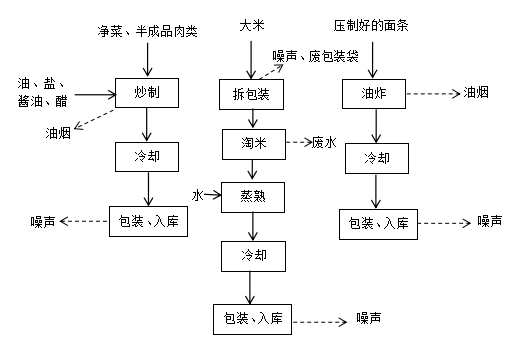 净菜、半成品肉类
大米
压制好的面条
噪声、废包装袋
油、盐、
酱油、醋
炒制
拆包装
油炸
油烟
油烟
淘米
废水
冷却
冷却
水
蒸熟
噪声
包装、入库
包装、入库
噪声
冷却
包装、入库
噪声